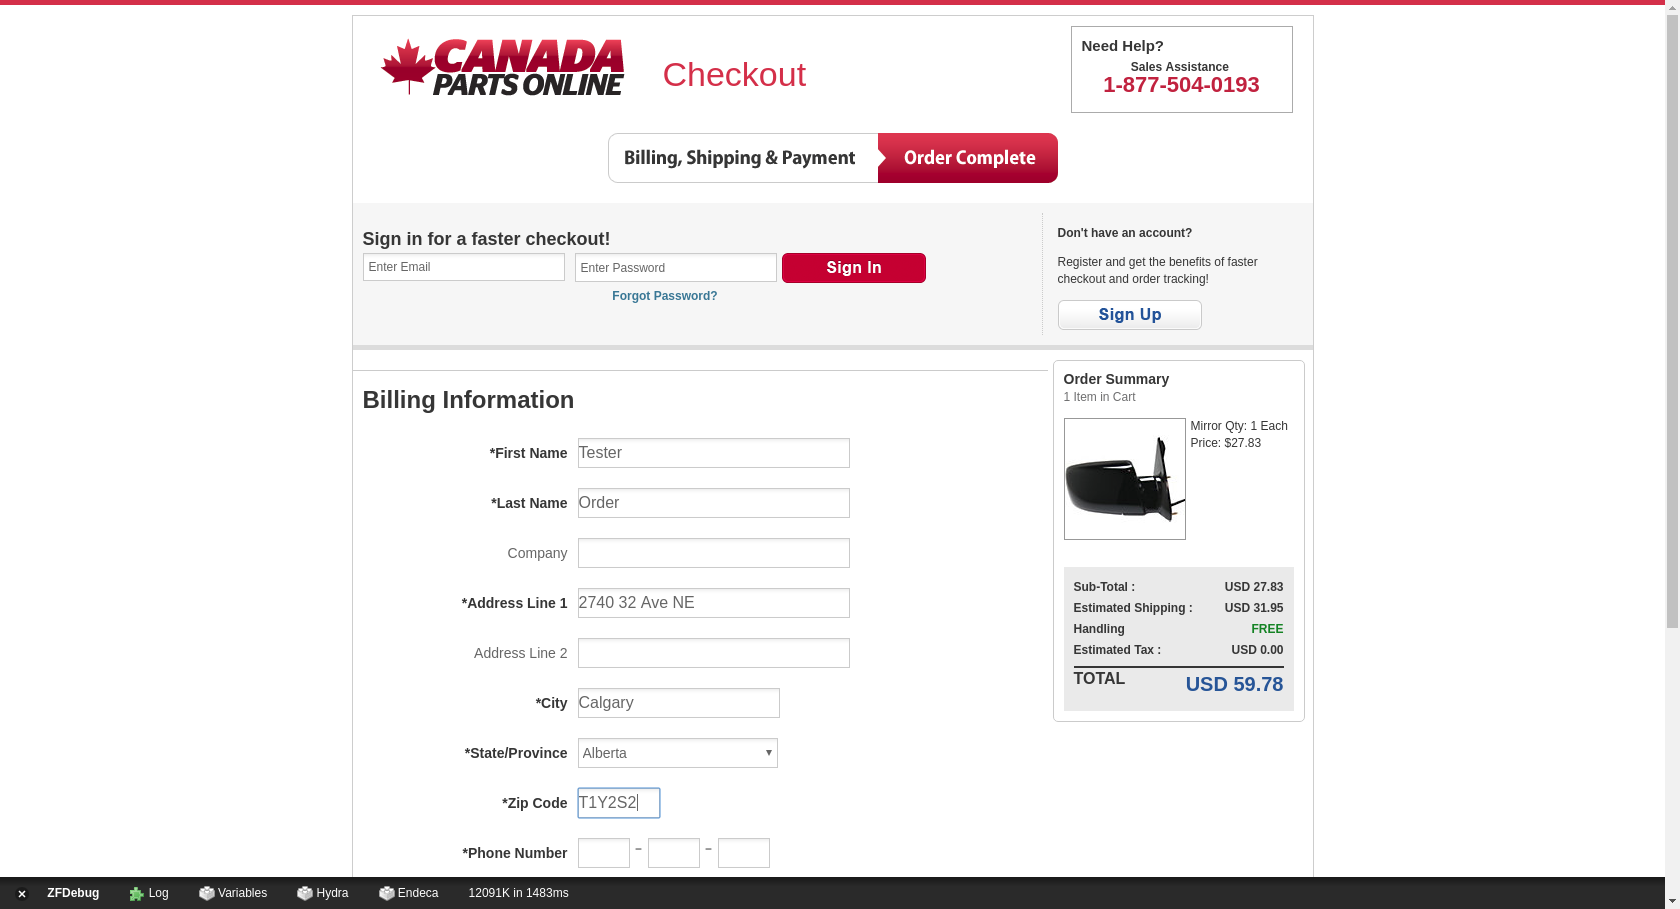 CANADA
PARTS ONLINE
Checkout
Need Help?
Sales Assistance
1-877-504-0193
Billing, Shipping & Payment
Order Complete
Sign in for a faster checkout!
Enter Email
Enter Password
Sign In
Forgot Password?
Don't have an account?
Register and get the benefits of faster
checkout and order tracking!
Sign Up
Billing Information
*First Name Tester
*Last Name Order
Company
*Address Line 1 2740 32 Ave NE
Address Line 2
*City Calgary
*State/Province Alberta
*Zip Code T1Y2S2
*Phone Number – –
Order Summary
1 Item in Cart
Mirror Qty: 1 Each
Price: $27.83
Sub-Total : USD 27.83
Estimated Shipping : USD 31.95
Handling FREE
Estimated Tax : USD 0.00
TOTAL USD 59.78
ZFDebug Log Variables Hydra Endeca 12091K in 1483ms